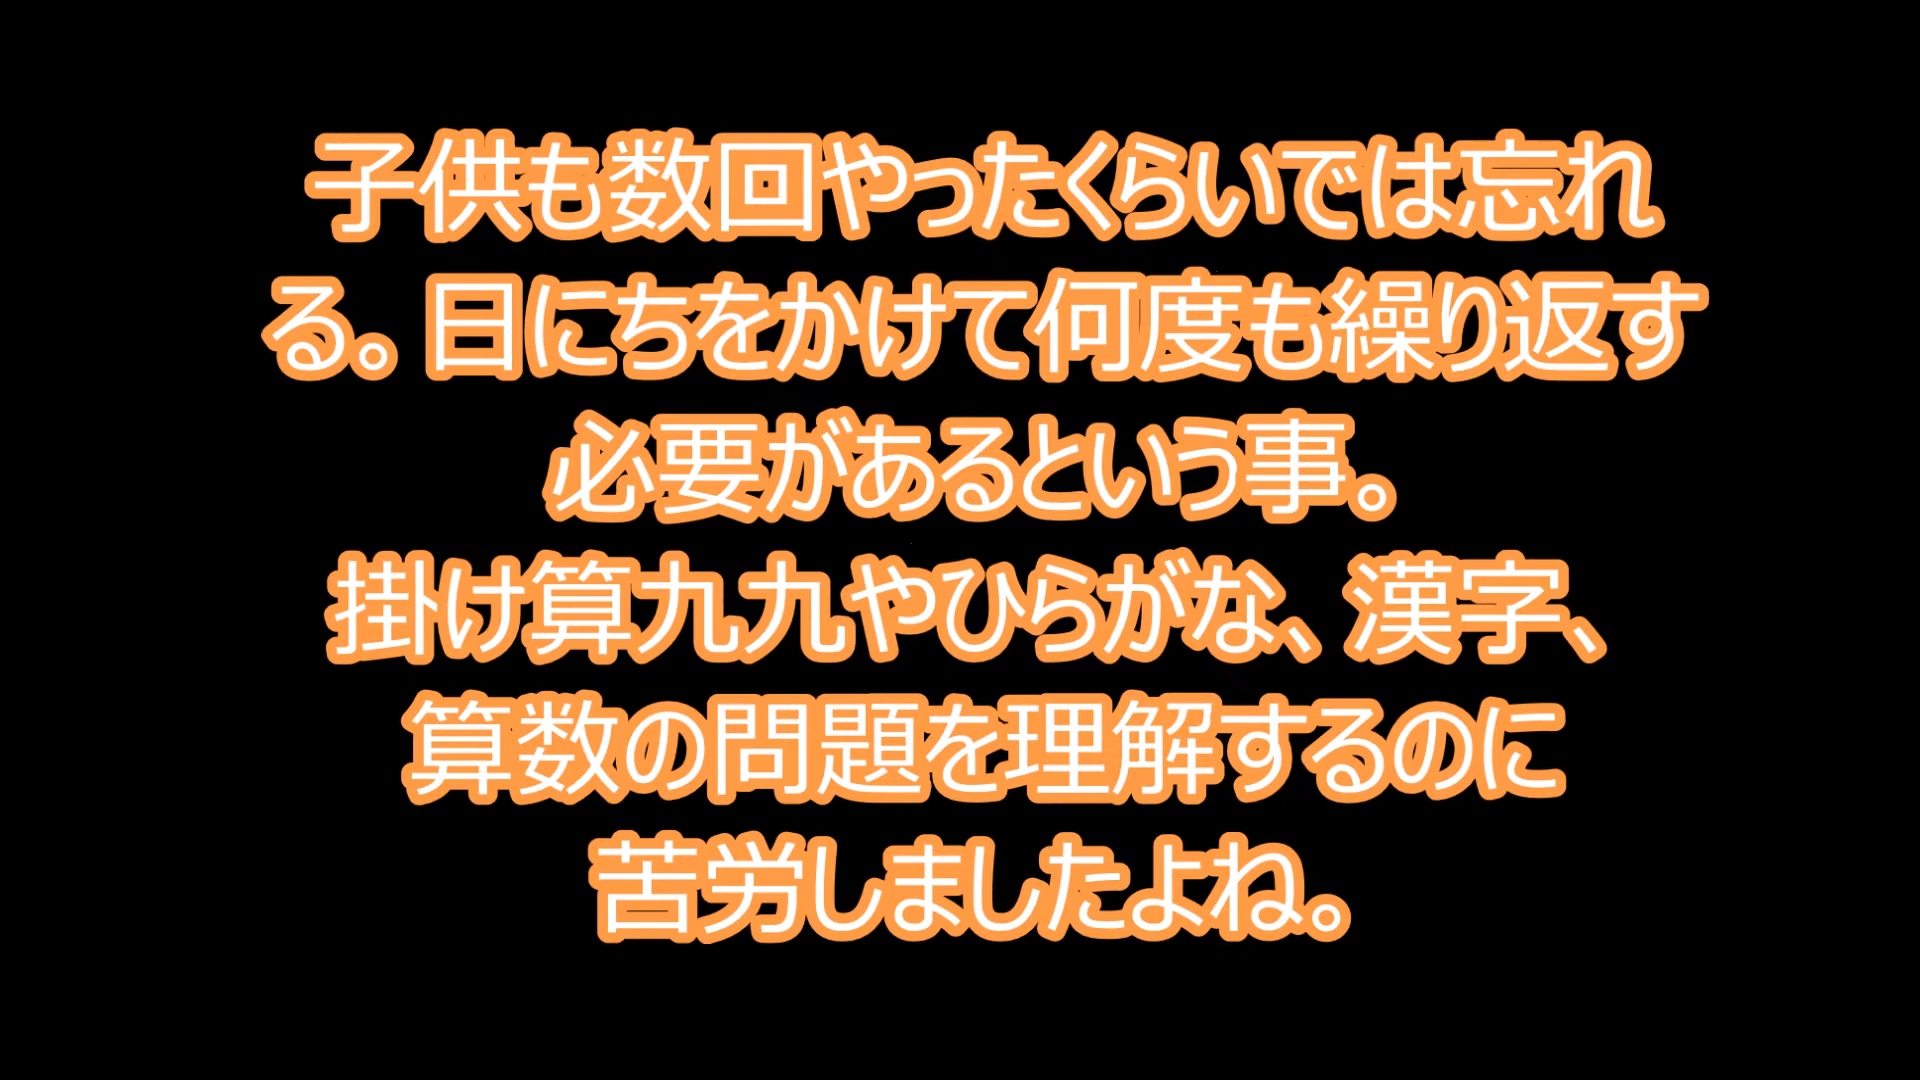 子供も数回やったくらいでは忘れ
る。日にちをかけて何度も繰り返す
必要があるという事。
掛け算九九やひらがな、漢字、
算数の問題を理解するのに
苦労しましたよね。